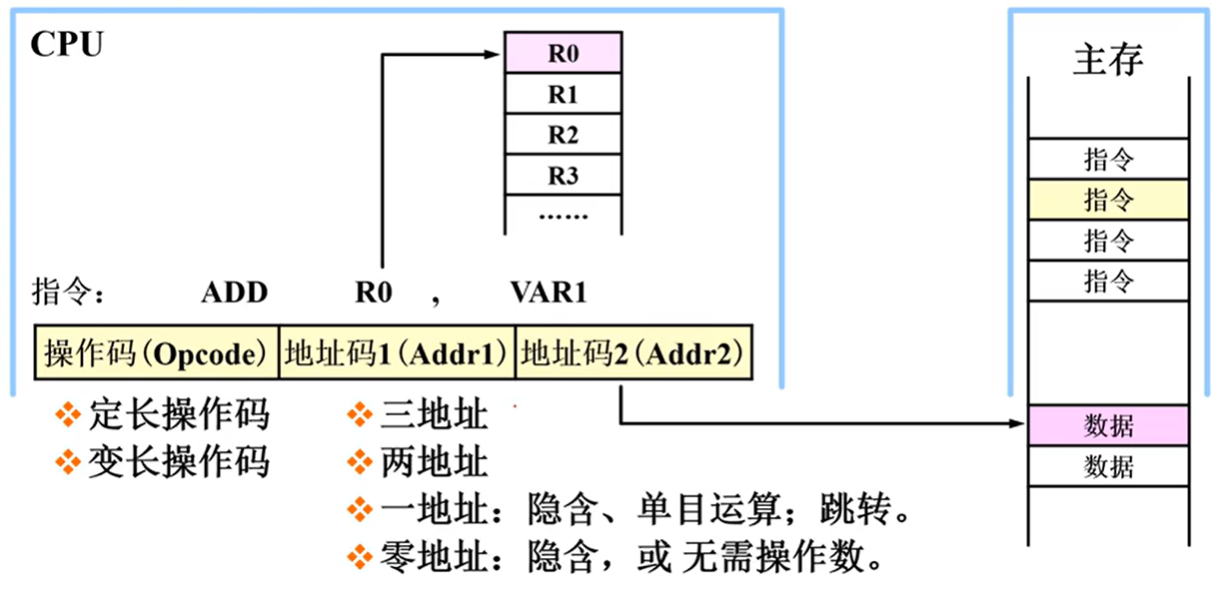 CPU
R0
R1
R2
R3
……
主存
指令
指令
指令
指令
数据
数据
指令： ADD R0 , VAR1
操作码(Opcode) 地址码1(Addr1) 地址码2(Addr2)
定长操作码
变长操作码
三地址
两地址
一地址：隐含、单目运算；跳转。
零地址：隐含，或 无需操作数。